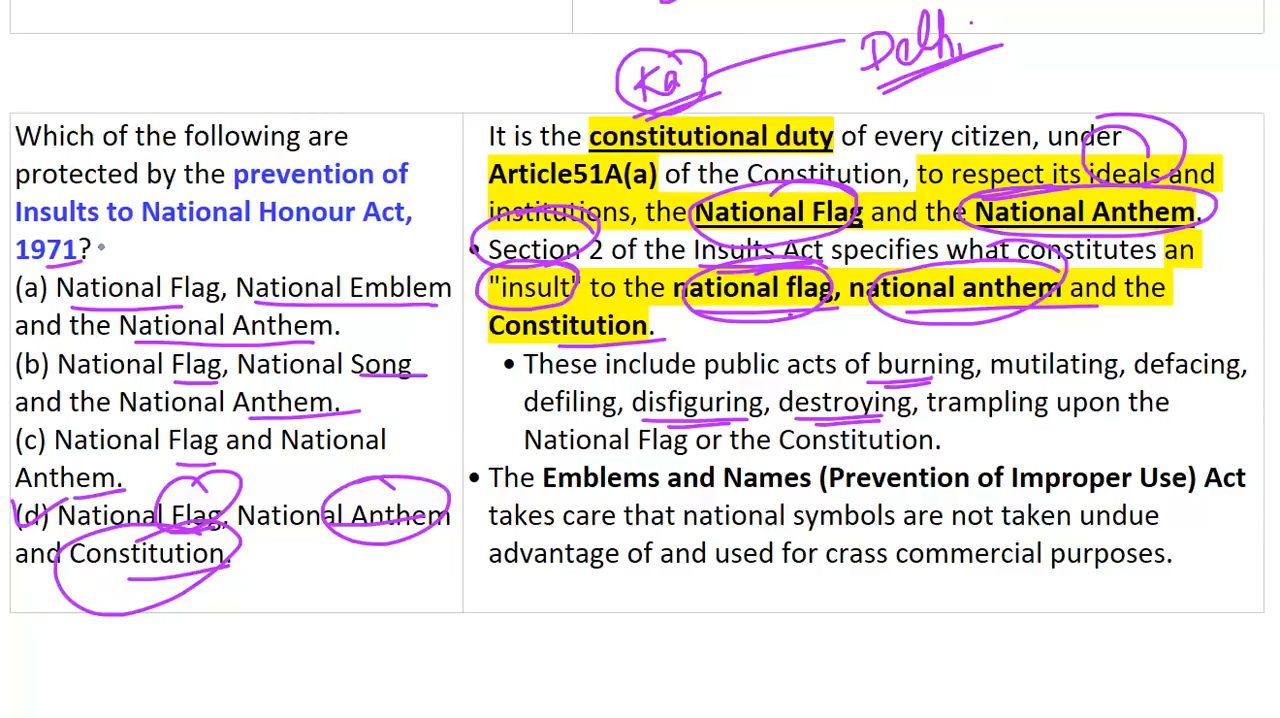 Ka Delhi
Which of the following are
protected by the prevention of
Insults to National Honour Act,
1971?
(a) National Flag, National Emblem
and the National Anthem.
(b) National Flag, National Song
and the National Anthem.
(c) National Flag and National
Anthem.
(d) National Flag, National Anthem
and Constitution.
It is the constitutional duty of every citizen, under
Article51A(a) of the Constitution, to respect its ideals and
institutions, the National Flag and the National Anthem.
• Section 2 of the Insults Act specifies what constitutes an
"insult" to the national flag, national anthem and the
Constitution.
• These include public acts of burning, mutilating, defacing,
defiling, disfiguring, destroying, trampling upon the
National Flag or the Constitution.
• The Emblems and Names (Prevention of Improper Use) Act
takes care that national symbols are not taken undue
advantage of and used for crass commercial purposes.